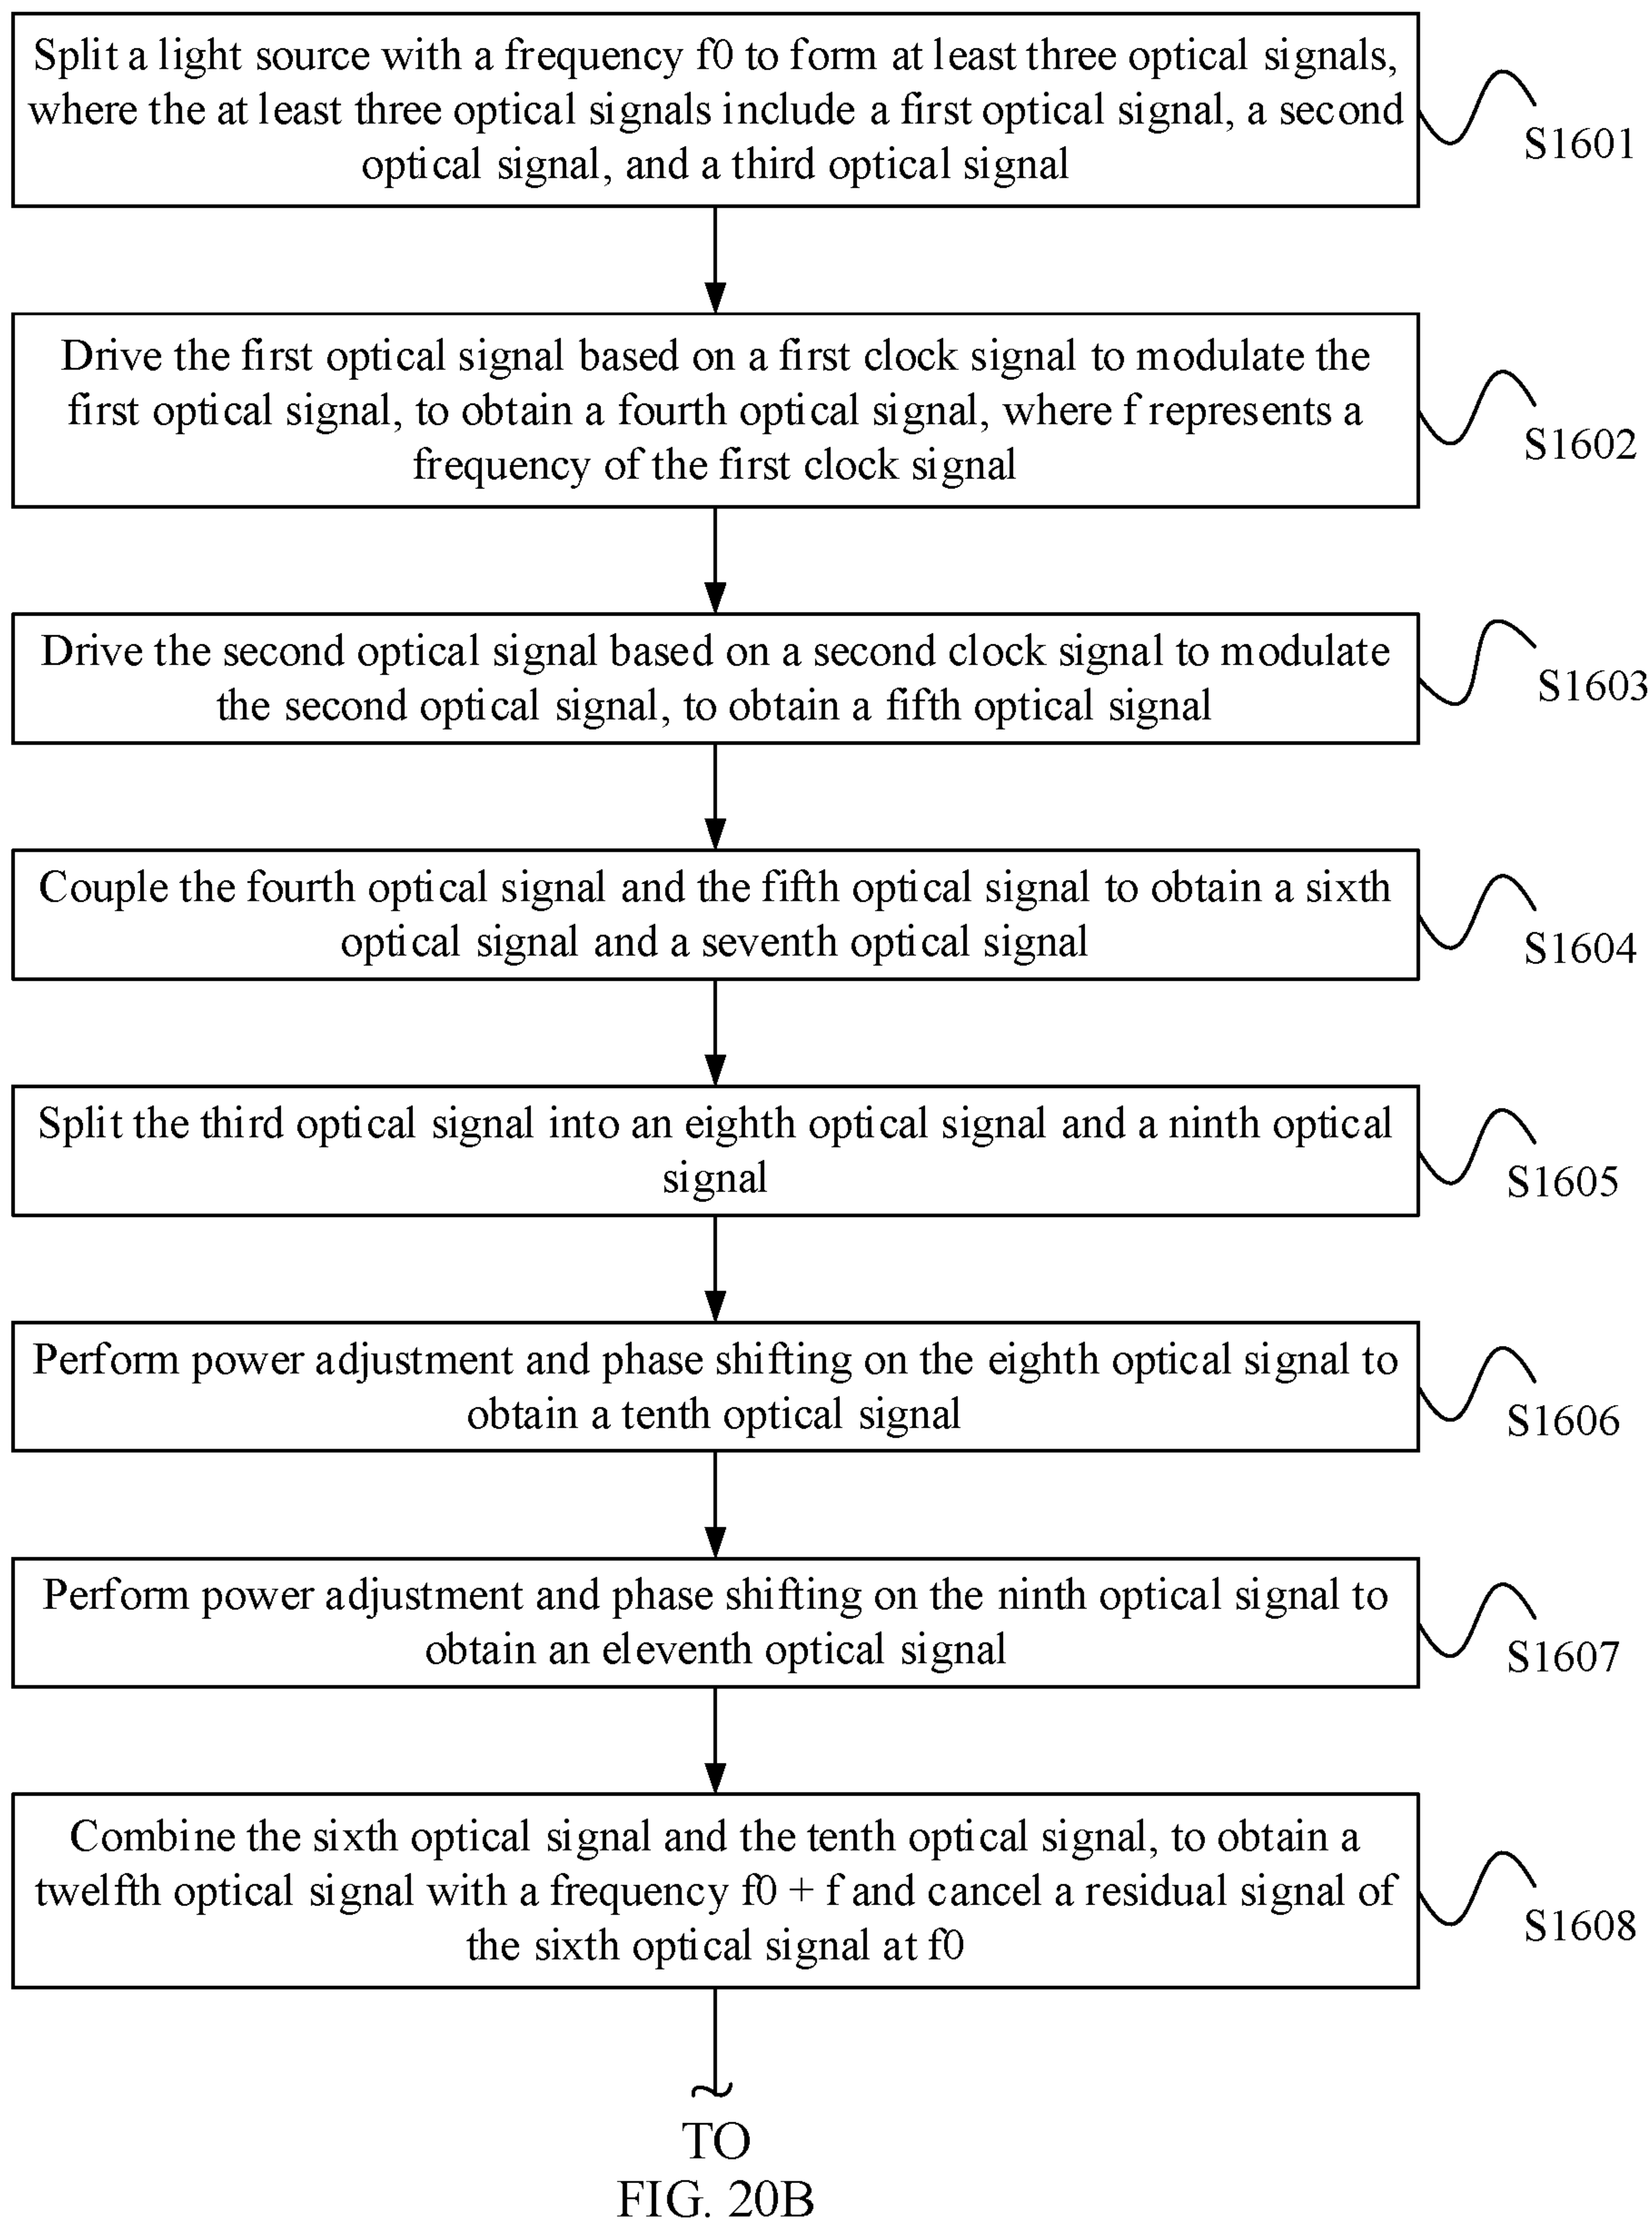 Split a light source with a frequency f0 to form at least three optical signals,
where the at least three optical signals include a first optical signal, a second
optical signal, and a third optical signal
S1601
Drive the first optical signal based on a first clock signal to modulate the
first optical signal, to obtain a fourth optical signal, where f represents a
frequency of the first clock signal
S1602
Drive the second optical signal based on a second clock signal to modulate
the second optical signal, to obtain a fifth optical signal
S1603
Couple the fourth optical signal and the fifth optical signal to obtain a sixth
optical signal and a seventh optical signal
S1604
Split the third optical signal into an eighth optical signal and a ninth optical
signal
S1605
Perform power adjustment and phase shifting on the eighth optical signal to
obtain a tenth optical signal
S1606
Perform power adjustment and phase shifting on the ninth optical signal to
obtain an eleventh optical signal
S1607
Combine the sixth optical signal and the tenth optical signal, to obtain a
twelfth optical signal with a frequency f0 + f and cancel a residual signal of
the sixth optical signal at f0
S1608
TO
FIG. 20B